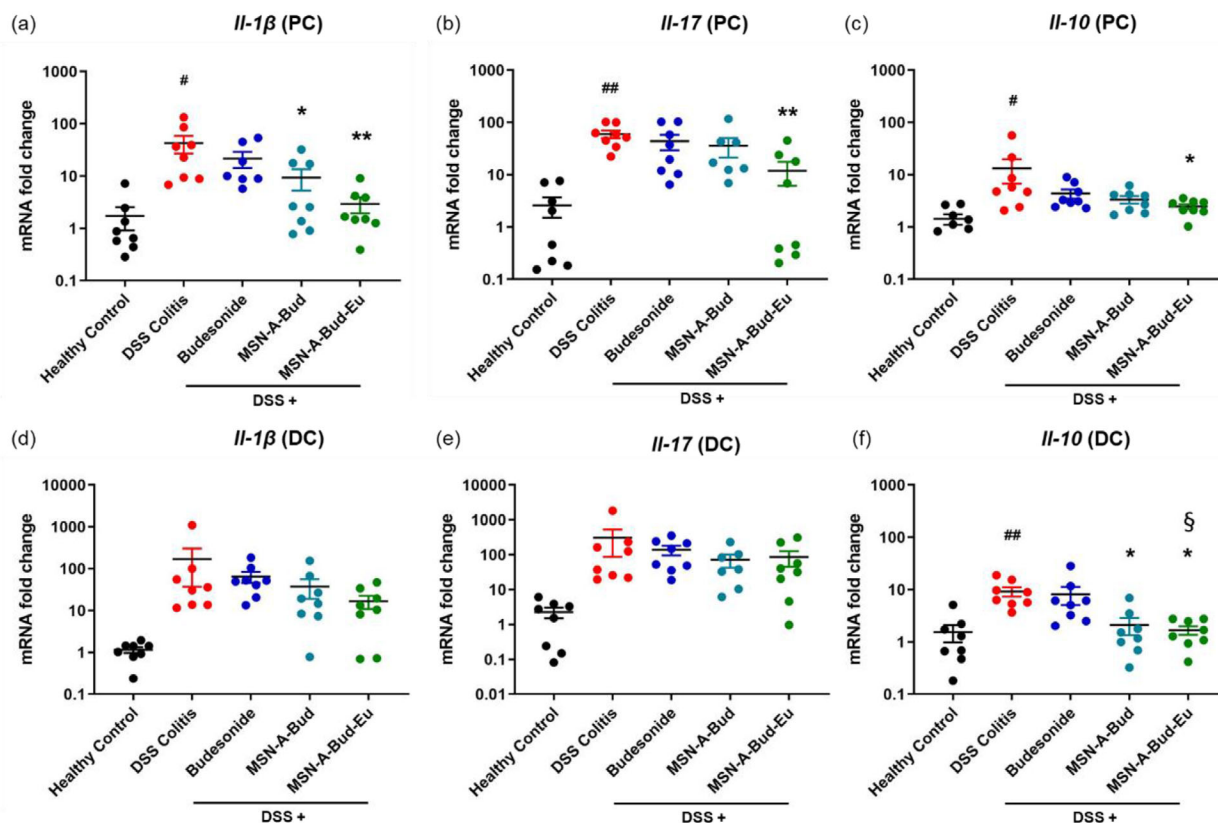 (a)
Il-1β (PC)
mRNA fold change
1000
100
10
1
0.1
#
*
**
Healthy Control
DSS Colitis
Budesonide
MSN-A-Bud
MSN-A-Bud-Eu
DSS +
(b)
Il-17 (PC)
mRNA fold change
1000
100
10
1
0.1
##
**
Healthy Control
DSS Colitis
Budesonide
MSN-A-Bud
MSN-A-Bud-Eu
DSS +
(c)
Il-10 (PC)
mRNA fold change
1000
100
10
1
0.1
#
*
Healthy Control
DSS Colitis
Budesonide
MSN-A-Bud
MSN-A-Bud-Eu
DSS +
(d)
Il-1β (DC)
mRNA fold change
10000
1000
100
10
1
0.1
Healthy Control
DSS Colitis
Budesonide
MSN-A-Bud
MSN-A-Bud-Eu
DSS +
(e)
Il-17 (DC)
mRNA fold change
10000
1000
100
10
1
0.1
0.01
Healthy Control
DSS Colitis
Budesonide
MSN-A-Bud
MSN-A-Bud-Eu
DSS +
(f)
Il-10 (DC)
mRNA fold change
1000
100
10
1
0.1
##
*
§
*
Healthy Control
DSS Colitis
Budesonide
MSN-A-Bud
MSN-A-Bud-Eu
DSS +